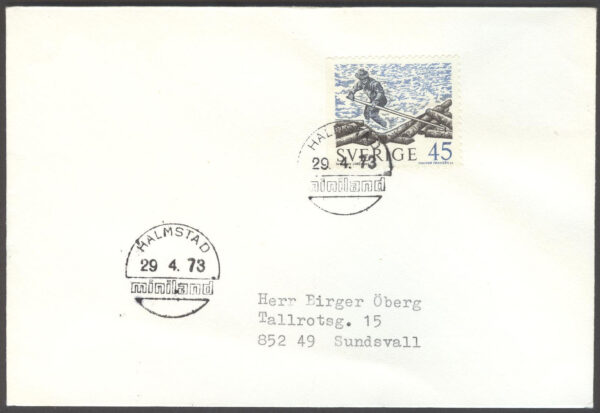 HALMSTAD
29. 4. 73
SVERIGE 45
miniland
HALMSTAD
29 4. 73
miniland
Herr Birger Öberg
Tallrotsg. 15
852 49 Sundsvall